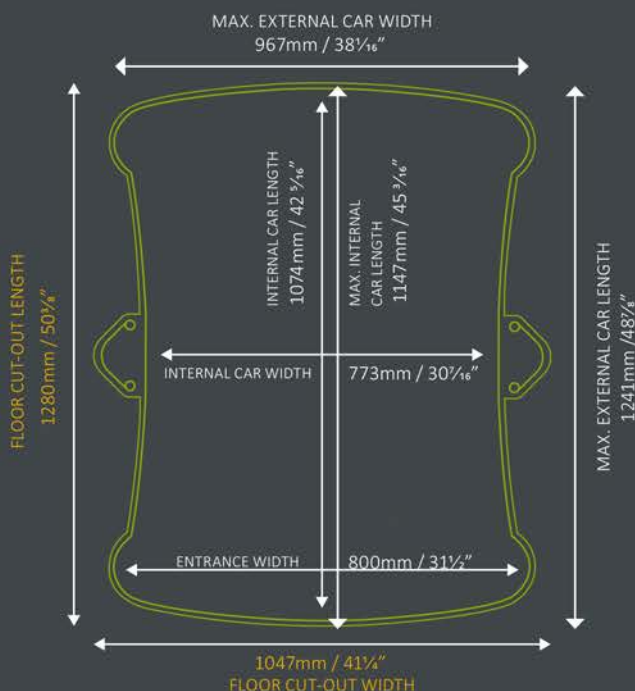 MAX. EXTERNAL CAR WIDTH
967mm / 38¹⁄₁₆″
INTERNAL CAR LENGTH
1074mm / 42 ⁵⁄₁₆″
MAX. INTERNAL
CAR LENGTH
1147mm / 45 ³⁄₁₆″
FLOOR CUT-OUT LENGTH
1280mm / 50³⁄₈″
MAX. EXTERNAL CAR LENGTH
1241mm /48⁷⁄₈″
INTERNAL CAR WIDTH
773mm / 30⁷⁄₁₆″
ENTRANCE WIDTH
800mm / 31½″
1047mm / 41¼″
FLOOR CUT-OUT WIDTH